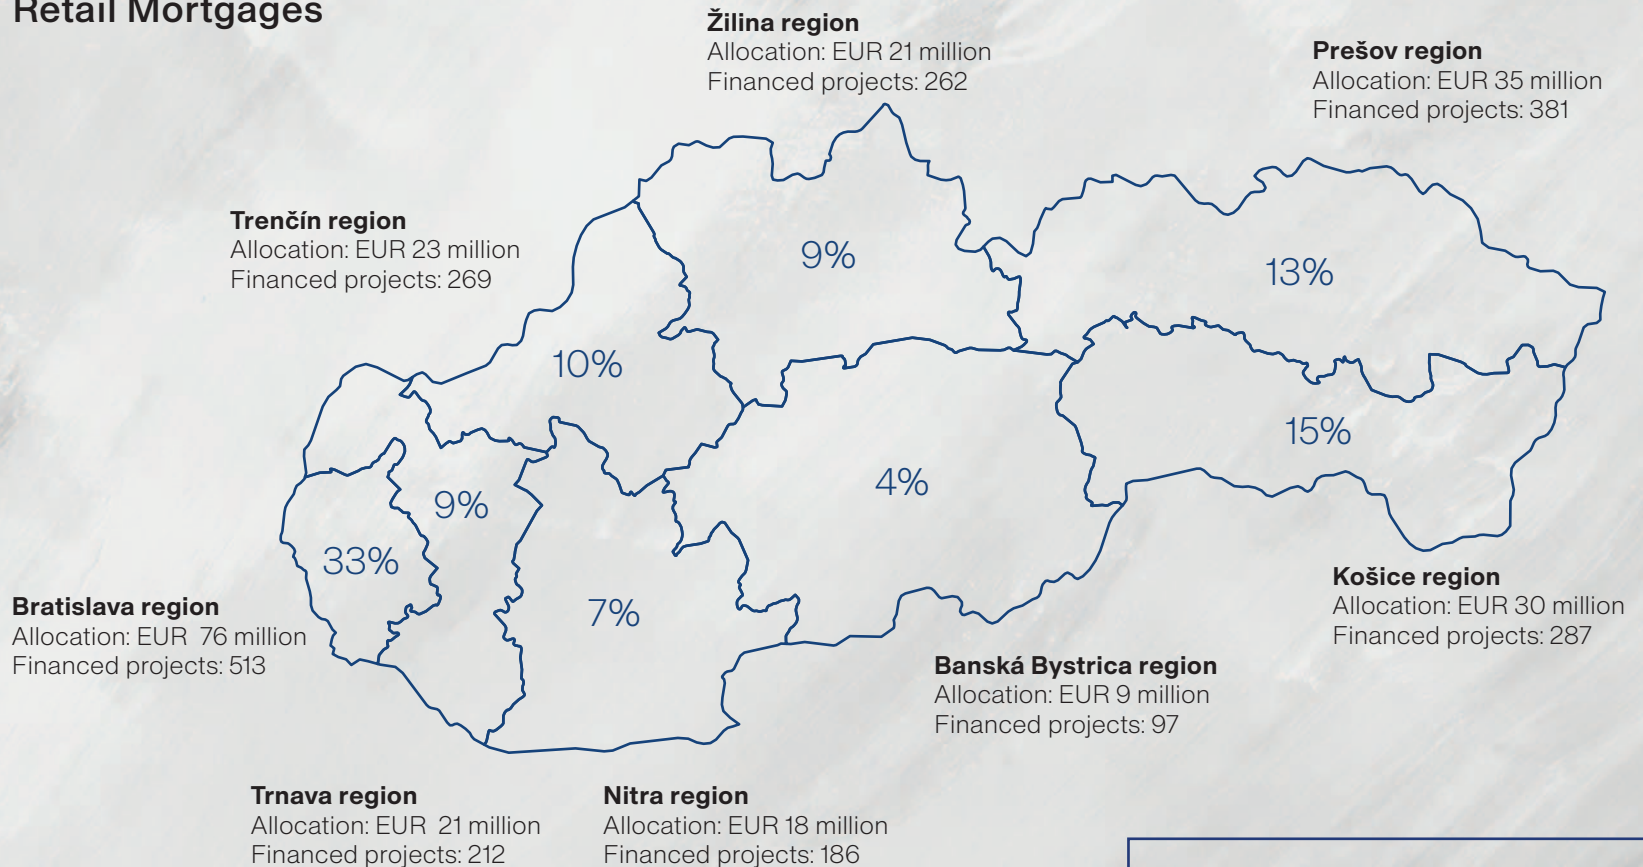 Retail Mortgages
Žilina region
Allocation: EUR 21 million
Financed projects: 262
Prešov region
Allocation: EUR 35 million
Financed projects: 381
Trenčín region
Allocation: EUR 23 million
Financed projects: 269
9%
13%
10%
15%
4%
9%
33%
7%
Bratislava region
Allocation: EUR 76 million
Financed projects: 513
Košice region
Allocation: EUR 30 million
Financed projects: 287
Banská Bystrica region
Allocation: EUR 9 million
Financed projects: 97
Trnava region
Allocation: EUR 21 million
Financed projects: 212
Nitra region
Allocation: EUR 18 million
Financed projects: 186